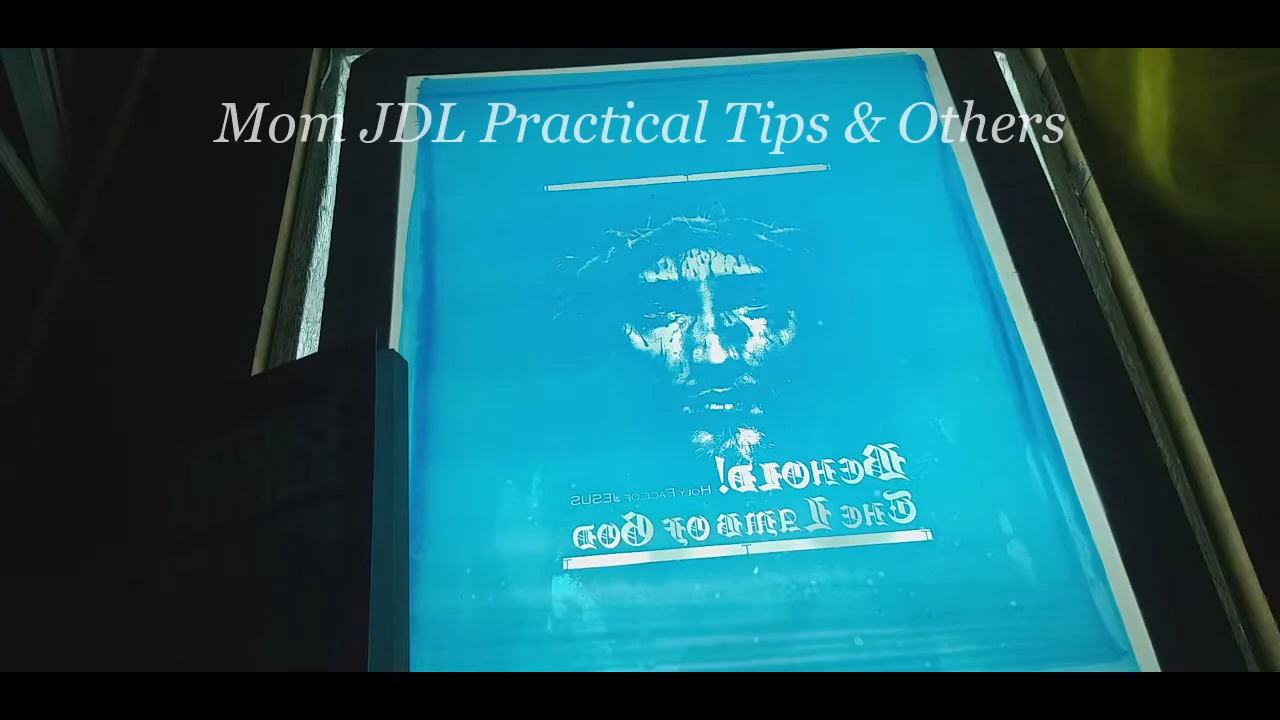 Mom JDL Practical Tips & Others
Behold!
Holy Face of JESUS
The Lamb of God